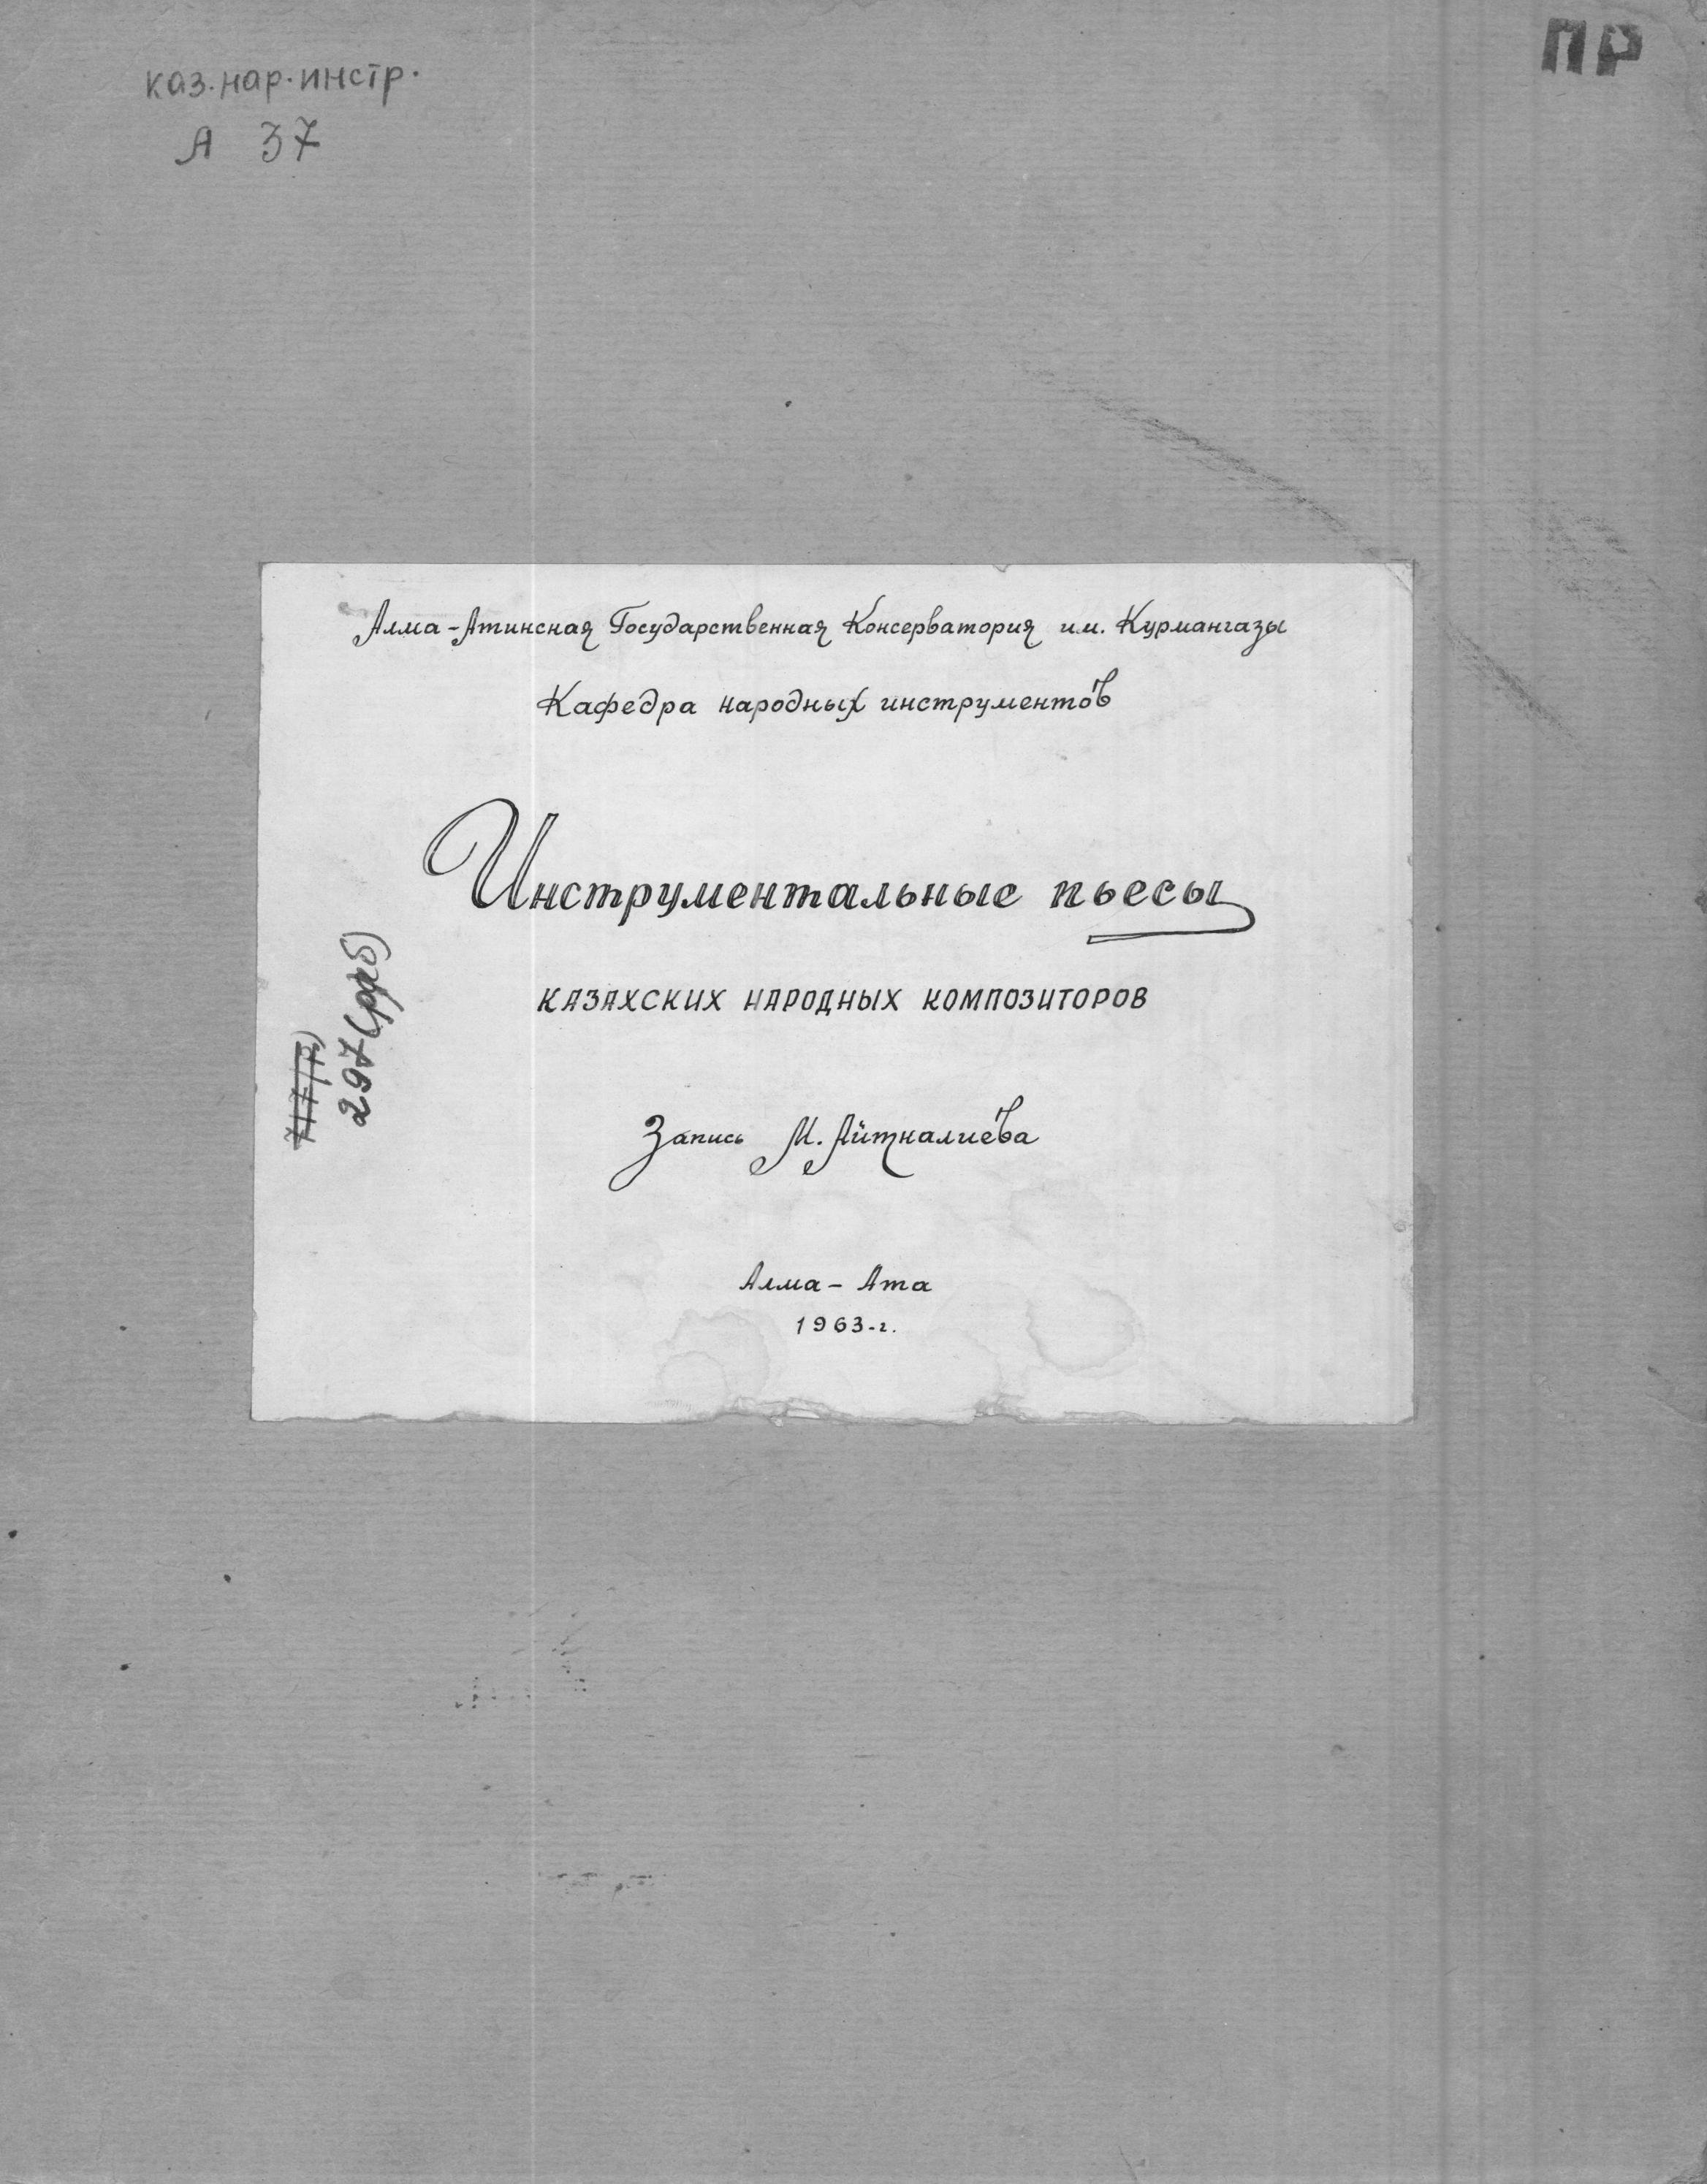 каз.нар.инстр.
А 37
ПР
Алма-Атинская Государственная Консерватория им. Курмангазы
Кафедра народных инструментов
Инструментальные пьесы
КАЗАХСКИХ НАРОДНЫХ КОМПОЗИТОРОВ
Запись М. Айткалиева
Алма-Ата
1963-г.
297